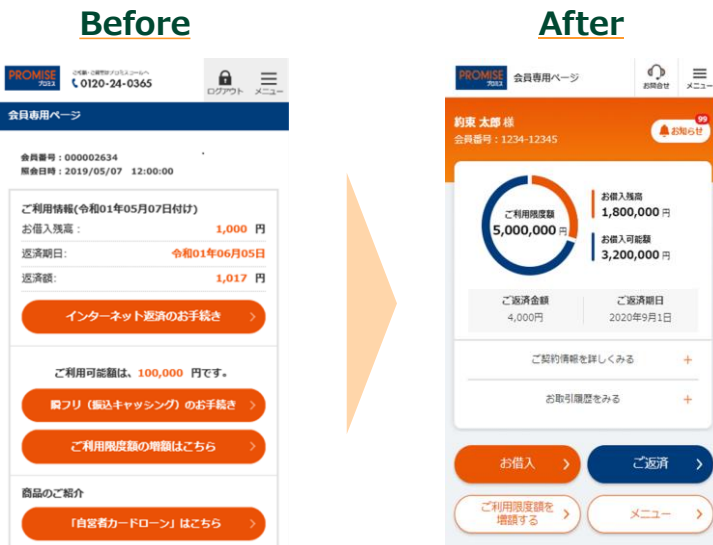 Before
After
PROMISE
プロミス
0120-24-0365
ログアウト
メニュー
会員専用ページ
会員番号：000002634
照会日時：2019/05/07 12:00:00
ご利用情報(令和01年05月07日付け)
お借入残高：
1,000 円
返済期日:
令和01年06月05日
返済額:
1,017 円
インターネット返済のお手続き
ご利用可能額は、100,000 円です。
瞬フリ（振込キャッシング）のお手続き
ご利用限度額の増額はこちら
商品のご紹介
「自営者カードローン」はこちら
PROMISE
プロミス
会員専用ページ
お問合せ
メニュー
約束 太郎 様
会員番号：1234-12345
99
お知らせ
ご利用限度額
5,000,000 円
お借入残高
1,800,000 円
お借入可能額
3,200,000 円
ご返済金額
4,000円
ご返済期日
2020年9月1日
ご契約情報を詳しくみる
お取引履歴をみる
お借入
ご返済
ご利用限度額を
増額する
メニュー